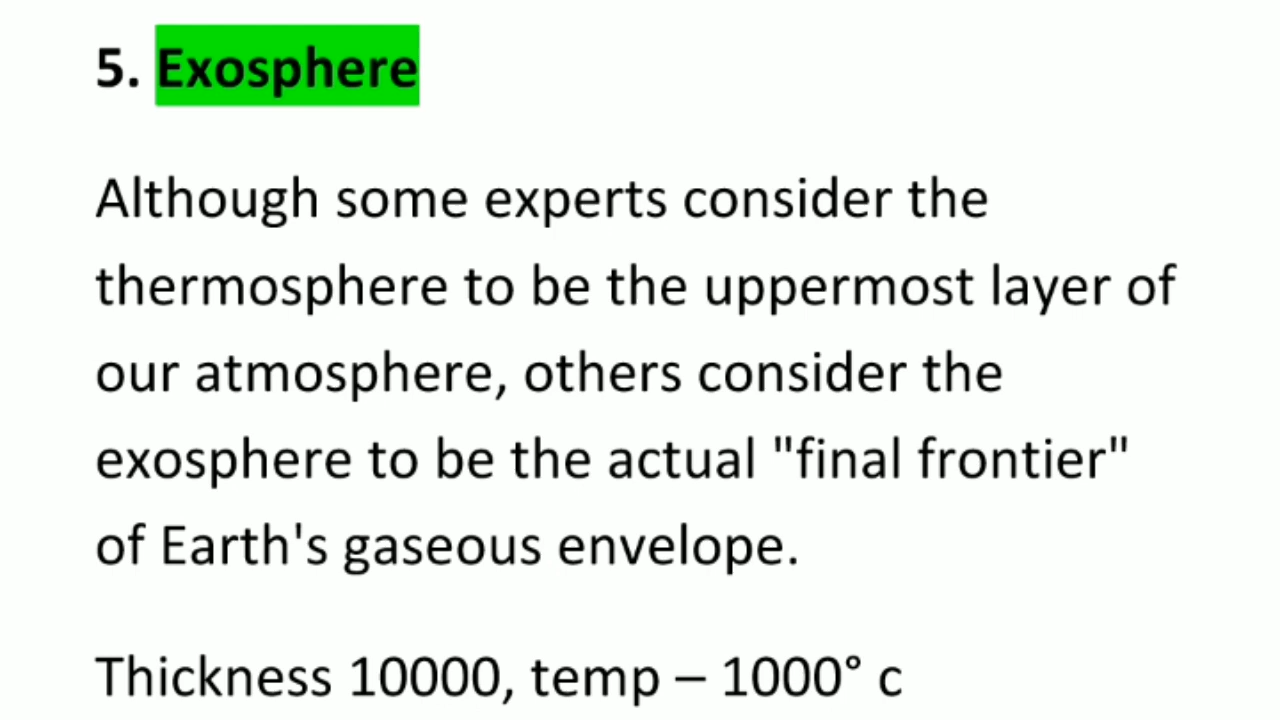 5. Exosphere
Although some experts consider the
thermosphere to be the uppermost layer of
our atmosphere, others consider the
exosphere to be the actual "final frontier"
of Earth's gaseous envelope.
Thickness 10000, temp – 1000° c